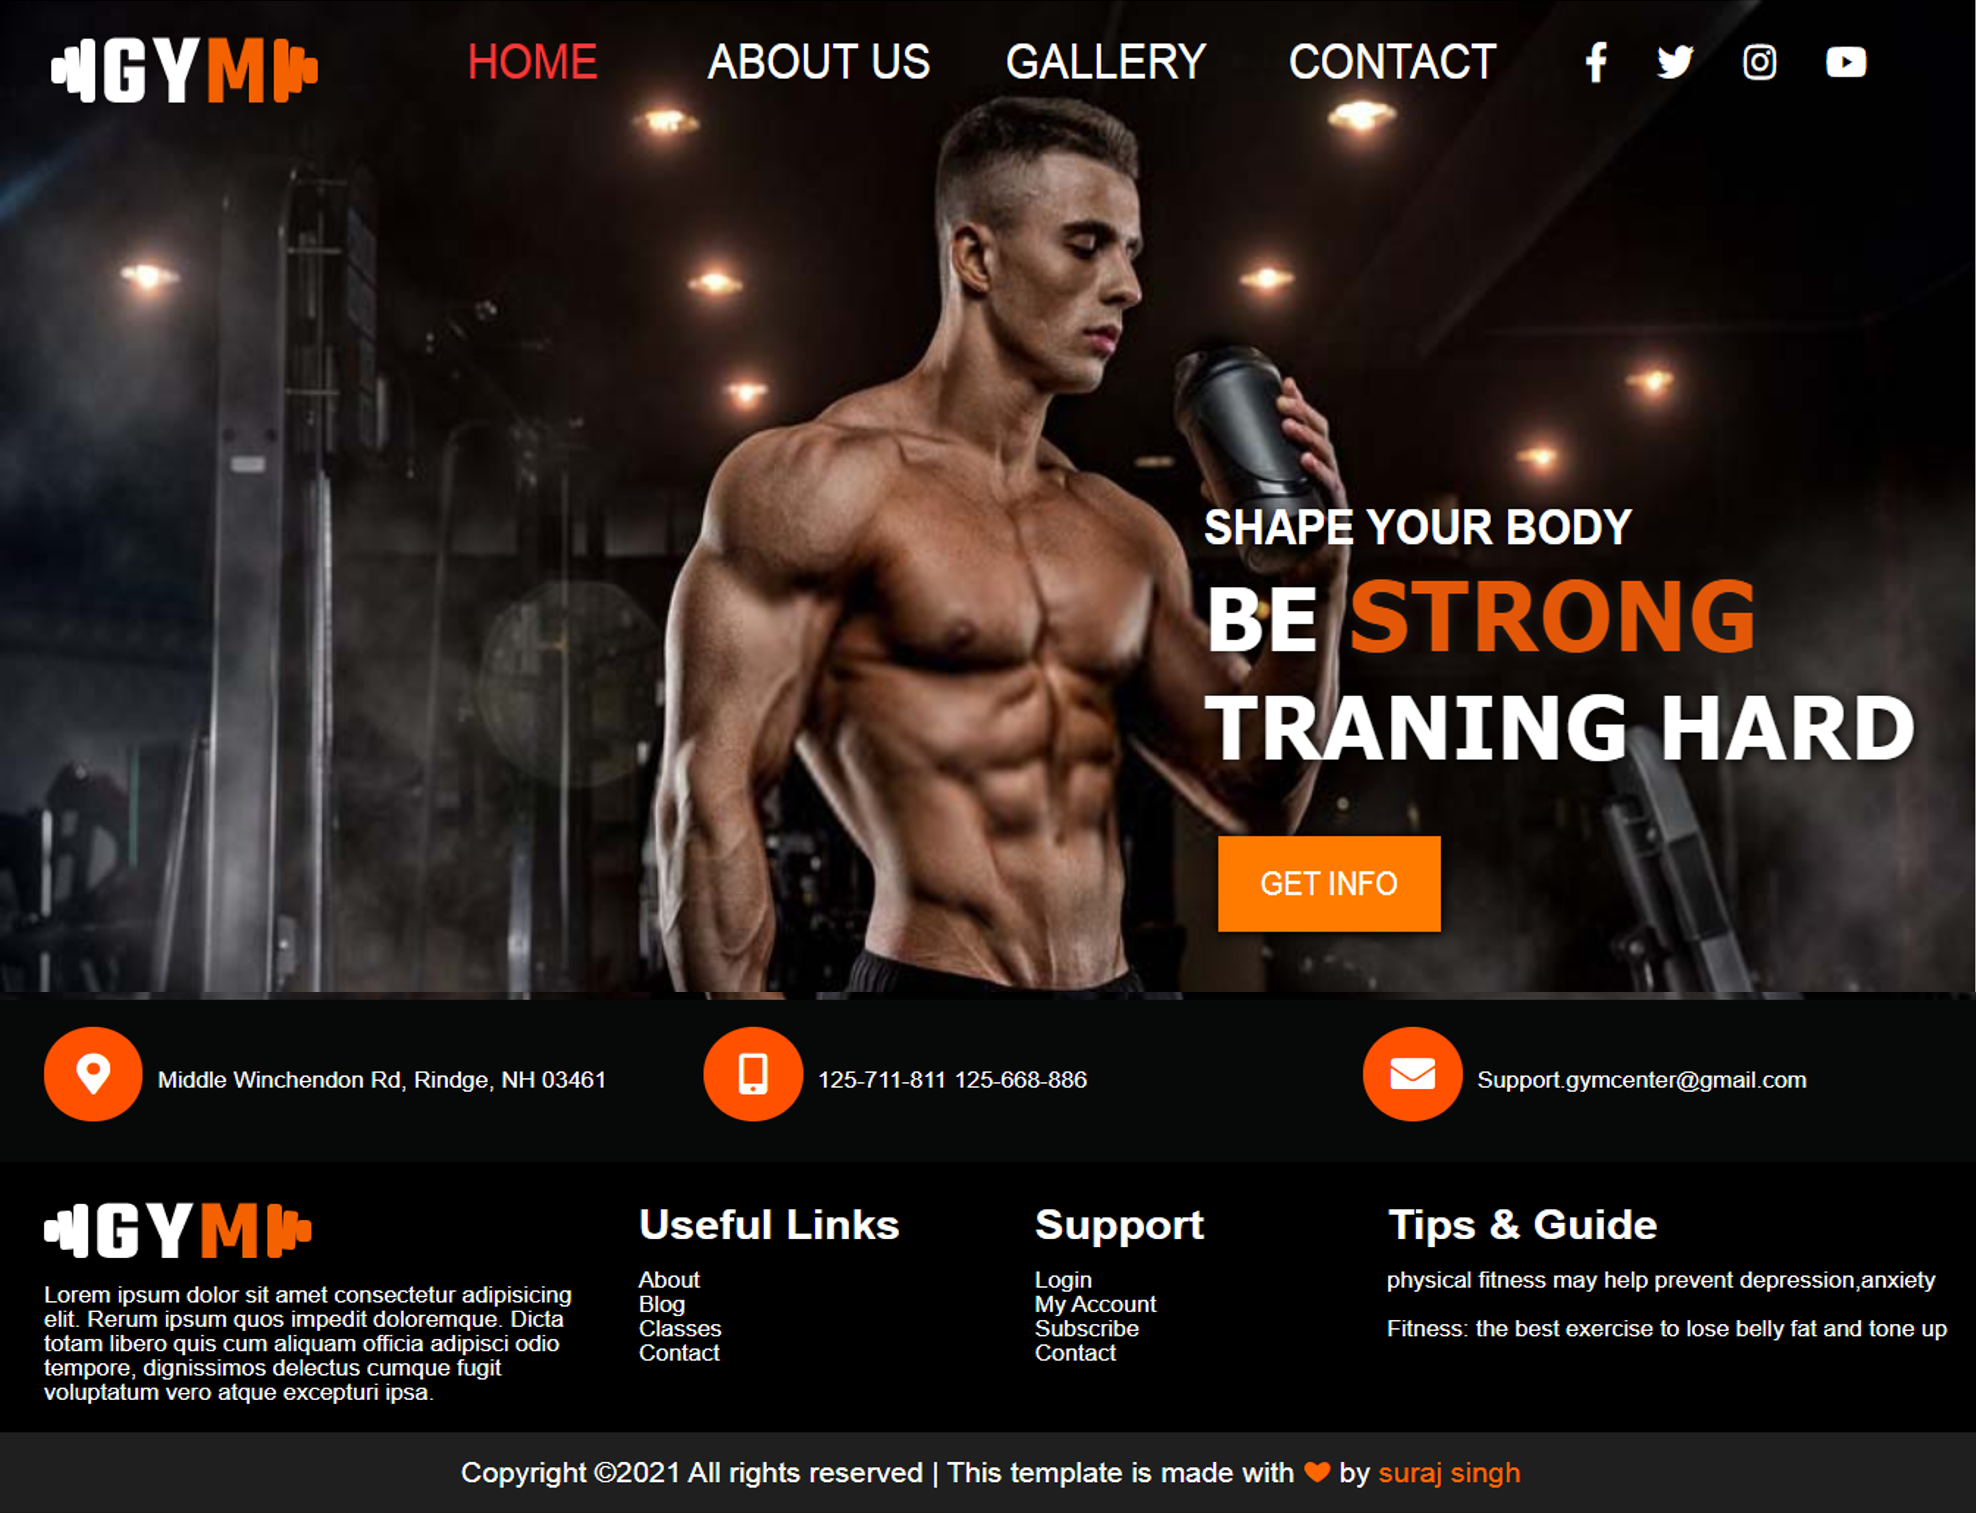 GYM
HOME ABOUT US GALLERY CONTACT
SHAPE YOUR BODY
BE STRONG
TRANING HARD
GET INFO
Middle Winchendon Rd, Rindge, NH 03461
125-711-811 125-668-886
Support.gymcenter@gmail.com
GYM
Lorem ipsum dolor sit amet consectetur adipisicing
elit. Rerum ipsum quos impedit doloremque. Dicta
totam libero quis cum aliquam officia adipisci odio
tempore, dignissimos delectus cumque fugit
voluptatum vero atque excepturi ipsa.
Useful Links
About
Blog
Classes
Contact
Support
Login
My Account
Subscribe
Contact
Tips & Guide
physical fitness may help prevent depression,anxiety
Fitness: the best exercise to lose belly fat and tone up
Copyright ©2021 All rights reserved | This template is made with 🧡 by suraj singh